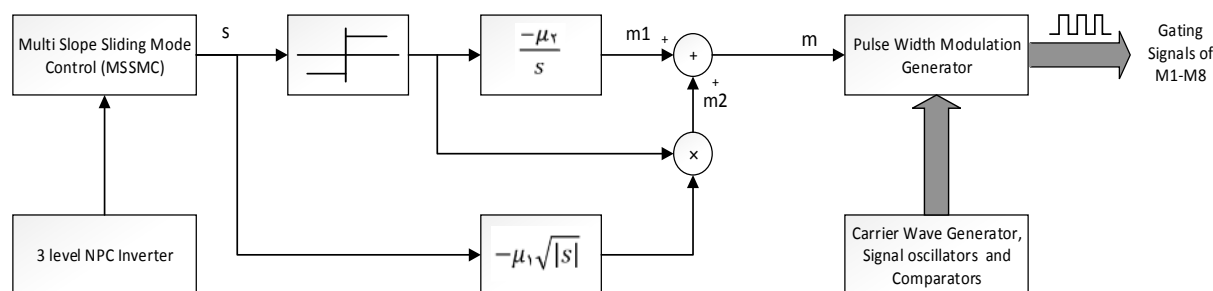 Multi Slope Sliding Mode
Control (MSSMC)
s
-μ۲
s
m1
+
+
m
Pulse Width Modulation
Generator
Gating
Signals of
M1-M8
+
m2
×
3 level NPC Inverter
-μ۱√|s|
Carrier Wave Generator,
Signal oscillators and
Comparators